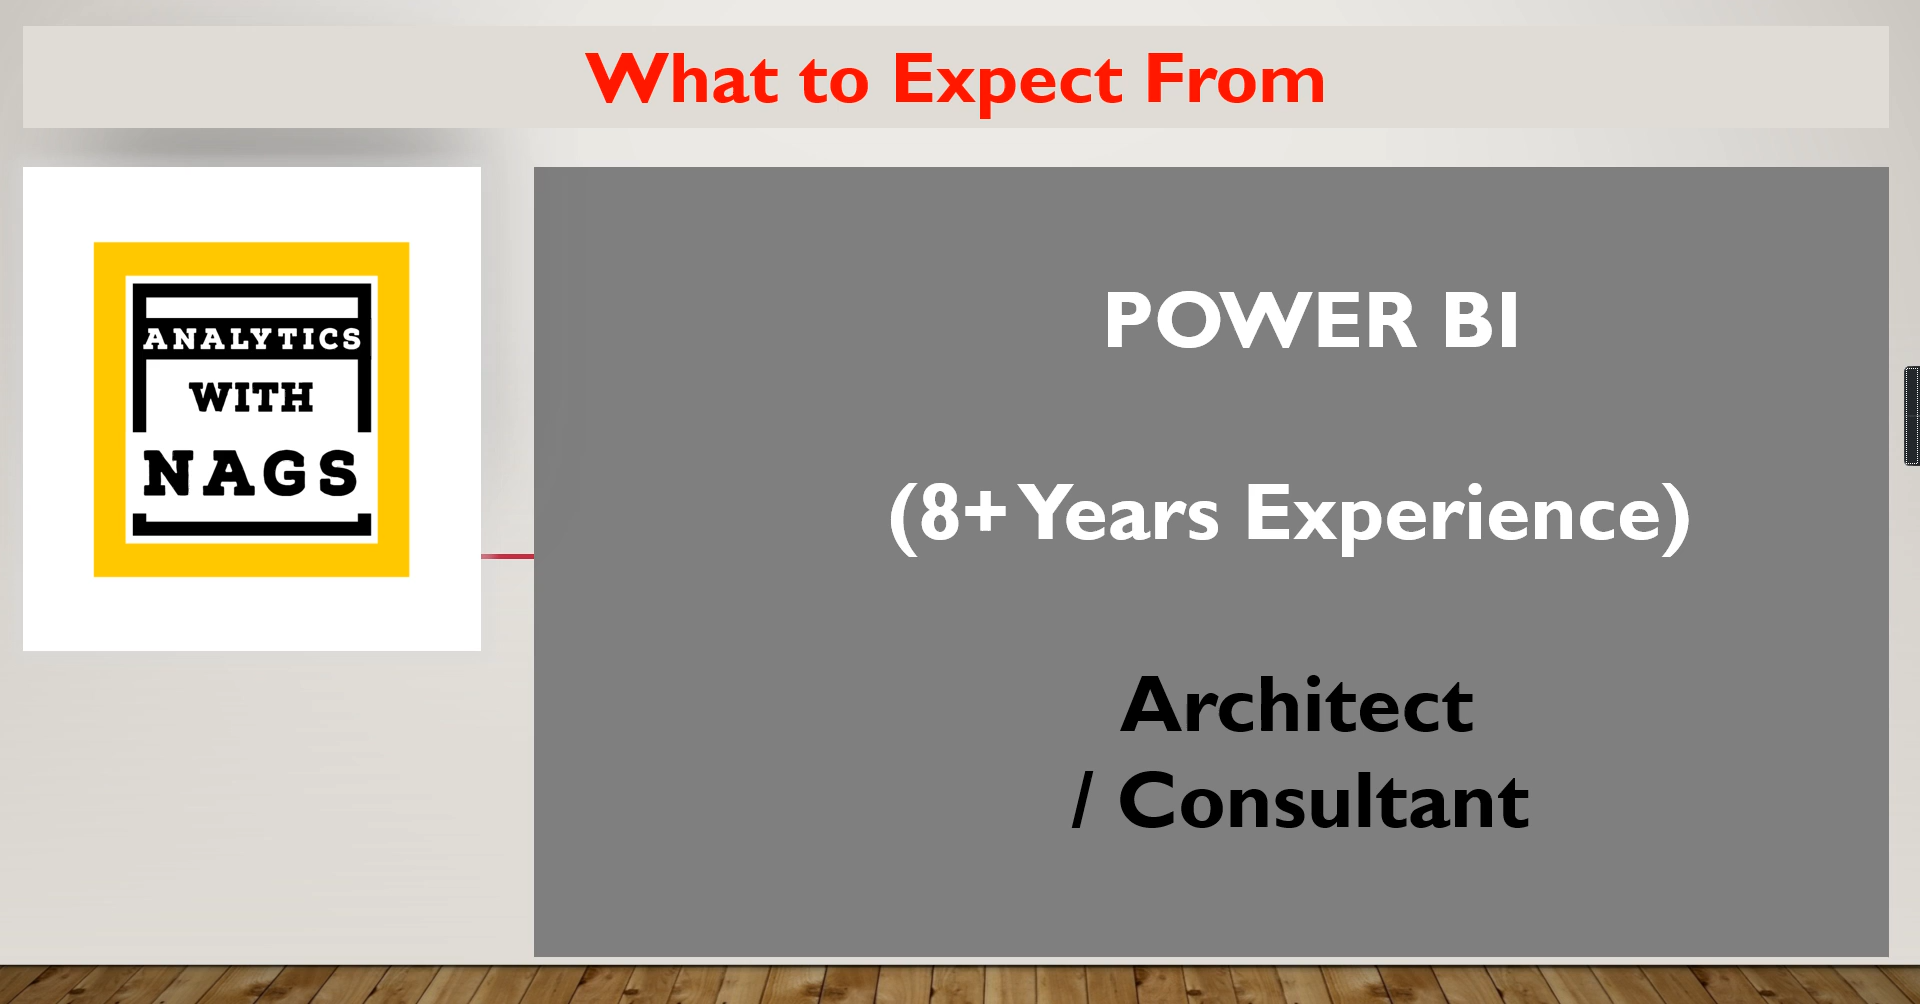 What to Expect From
ANALYTICS
WITH
NAGS
POWER BI
(8+ Years Experience)
Architect
/ Consultant